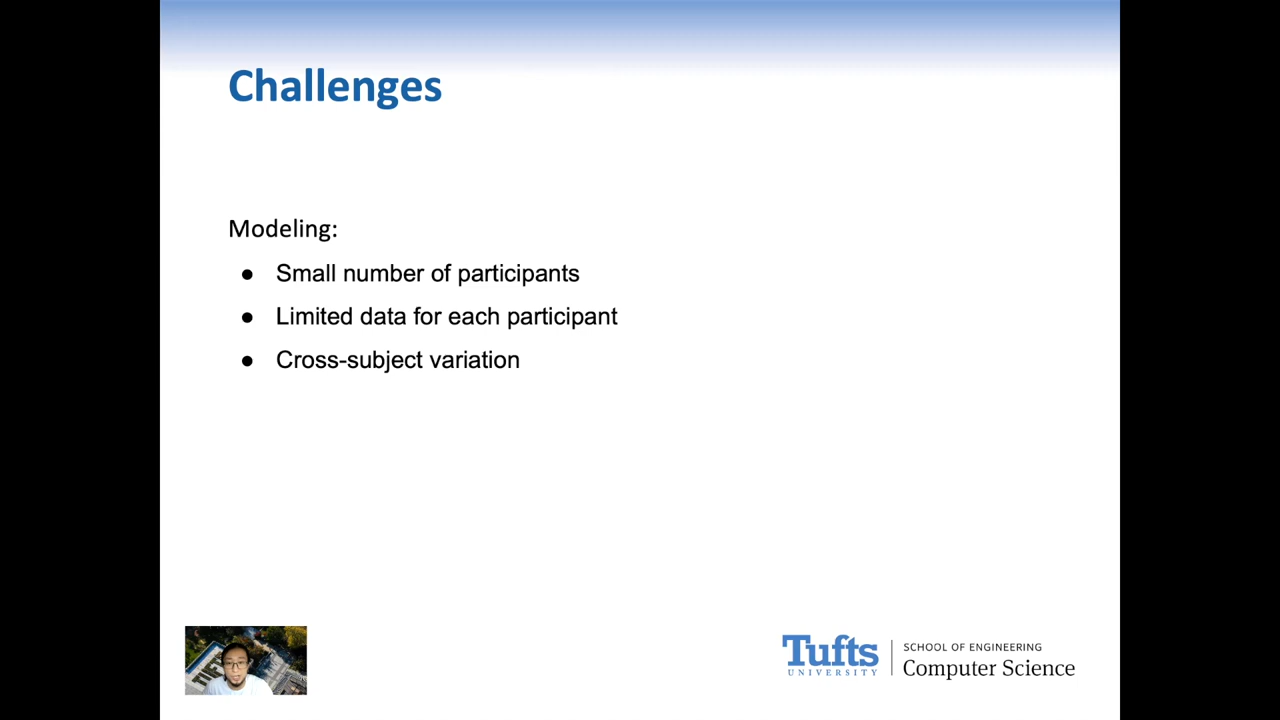 Challenges
Modeling:
● Small number of participants
● Limited data for each participant
● Cross-subject variation
Tufts
UNIVERSITY
SCHOOL OF ENGINEERING
Computer Science